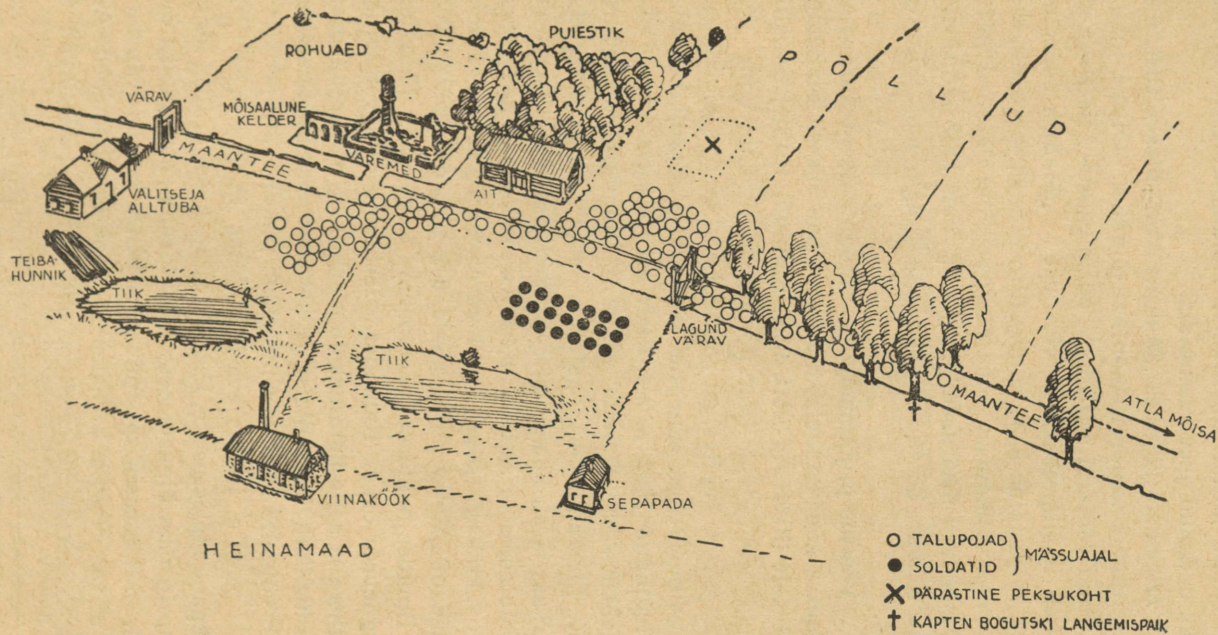 ROHUAED
PUIESTIK
PÕLLUD
VÄRAV
MÕISAALUNE
KELDER
MAANTEE
VAREMED
AIT
VALITSEJA
ALLTUBA
TEIBA-
HUNNIK
TIIK
LAGUND
VÄRAV
TIIK
MAANTEE
ATLA MÕISA
VIINAKÖÖK
SEPAPADA
HEINAMAAD
TALUPOJAD
SOLDATID
MÄSSUAJAL
PÄRASTINE PEKSUKOHT
KAPTEN BOGUTSKI LANGEMISPAIK